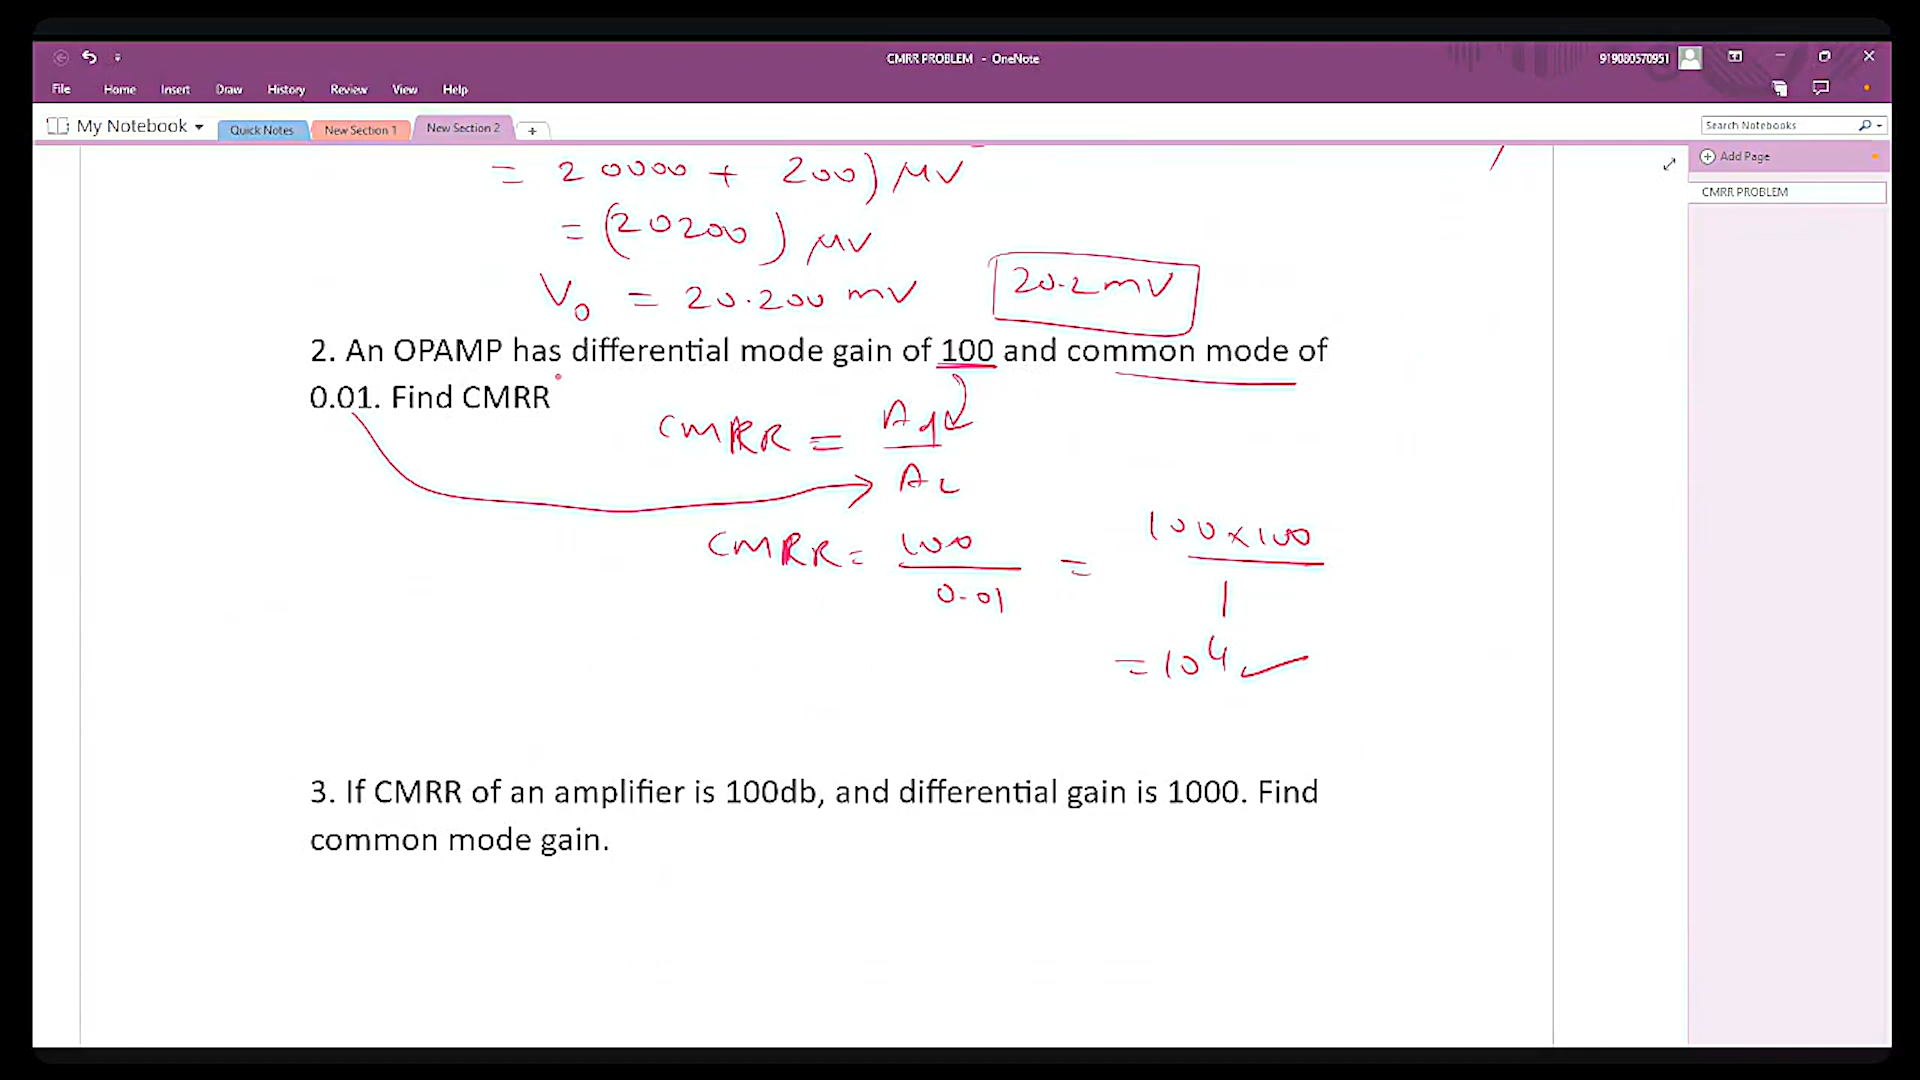 CMRR PROBLEM - OneNote
919080570951
File Home Insert Draw History Review View Help
My Notebook
Quick Notes
New Section 1
New Section 2
+
Search Notebooks
Add Page
CMRR PROBLEM
= 20000 + 200) μV
= (20200) μV
V0 = 20.200 mV
20.2mV
2. An OPAMP has differential mode gain of 100 and common mode of
0.01. Find CMRR
CMRR = Ad
Ac
CMRR = 100 = 100 x 100
0.01 1
= 10⁴ ✓
3. If CMRR of an amplifier is 100db, and differential gain is 1000. Find
common mode gain.